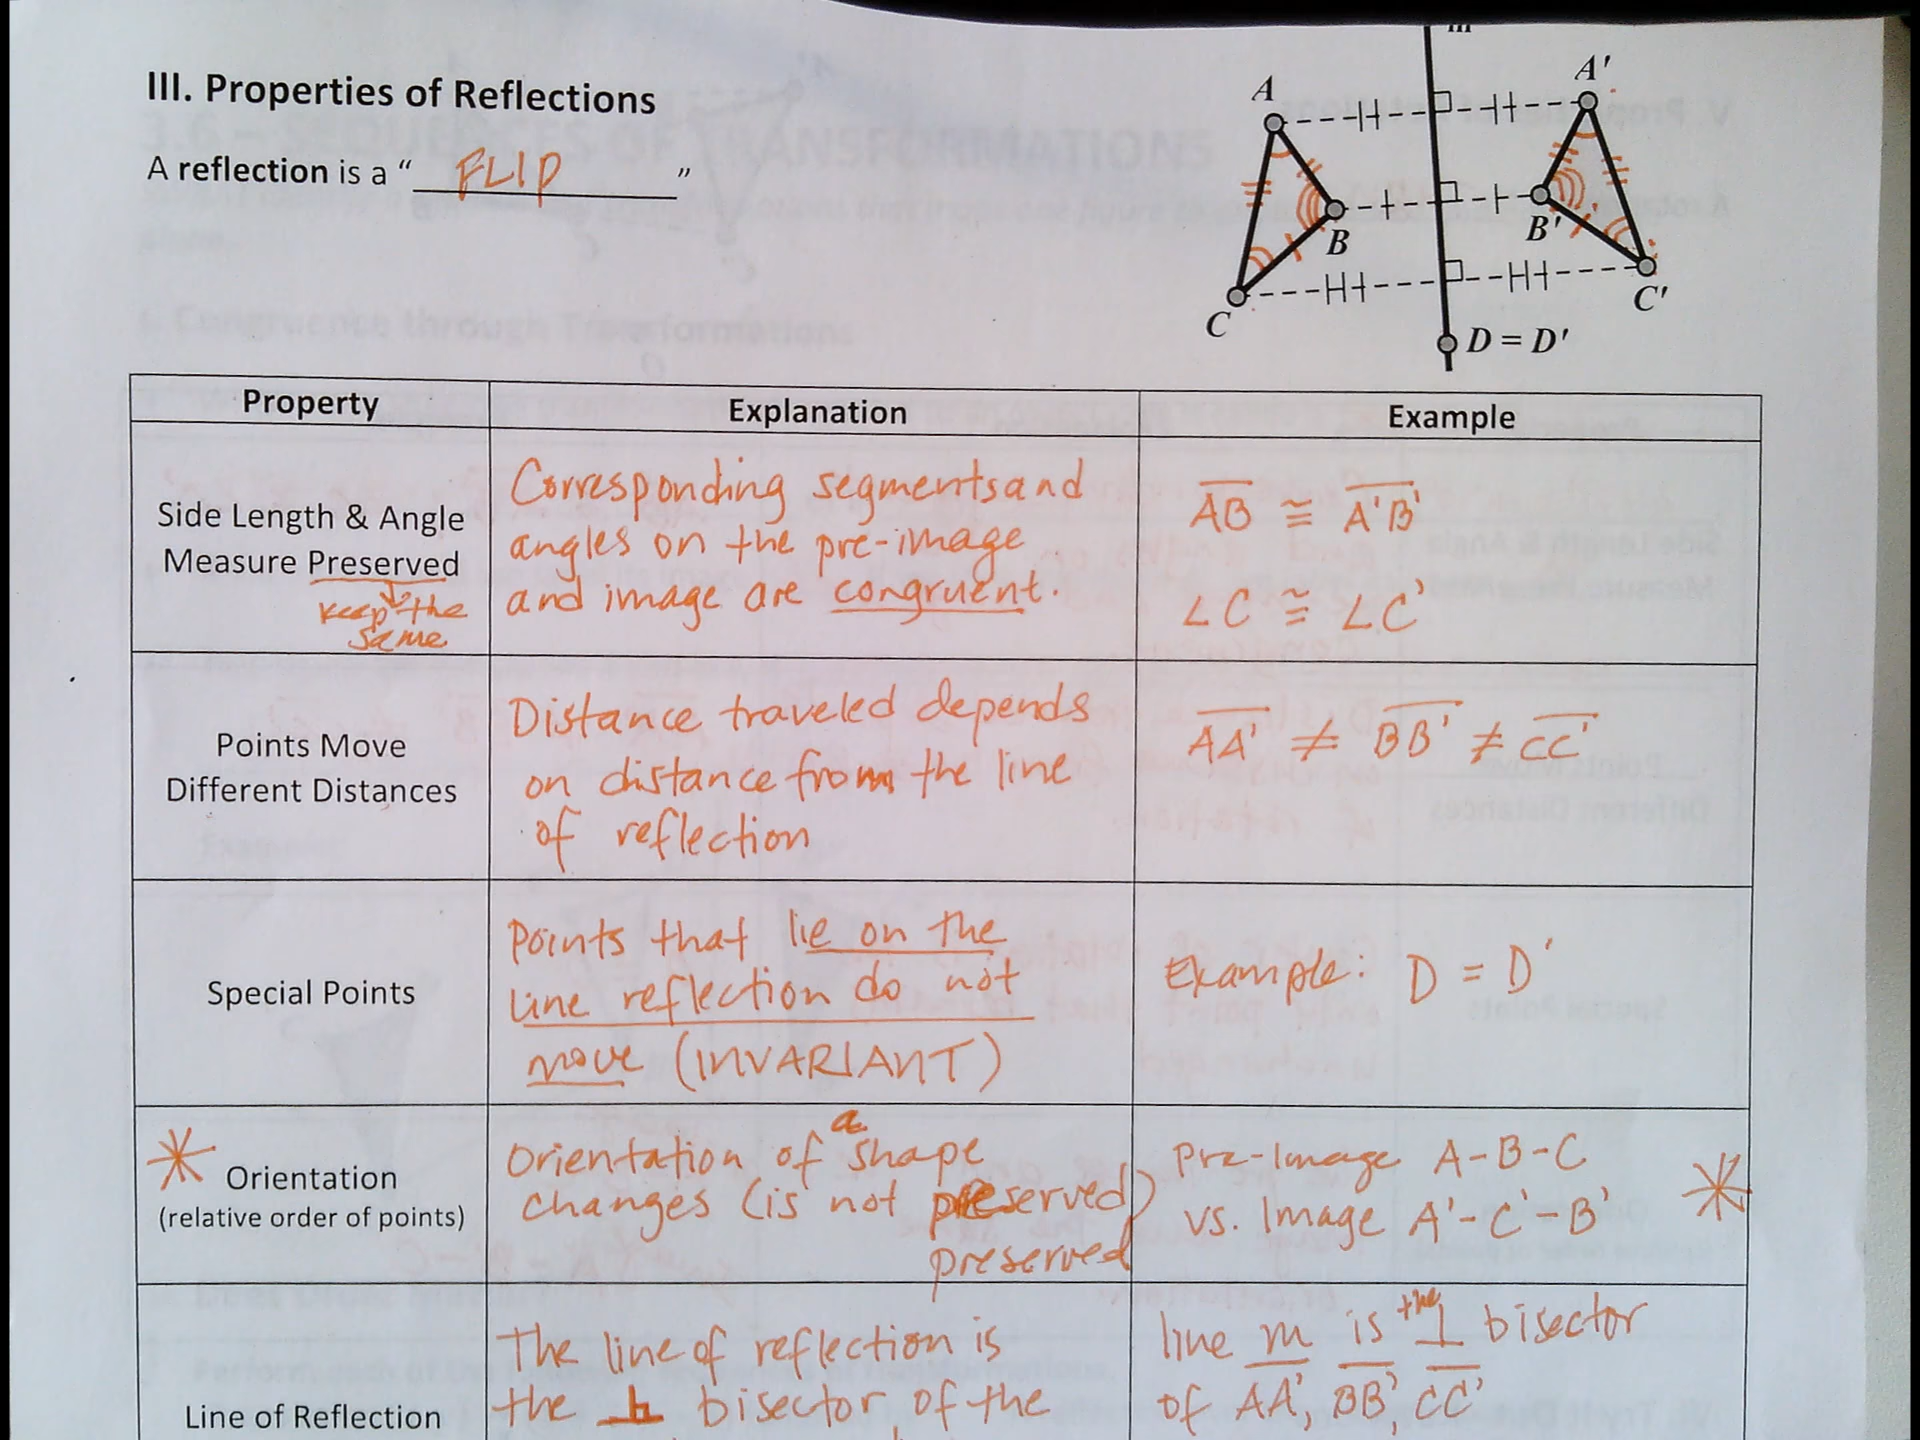 III. Properties of Reflections
A reflection is a “ FLIP ”
m
A
A'
B
B'
C
C'
D = D'
Property
Explanation
Example
Side Length & Angle
Measure Preserved
keep the
same
Corresponding segments and
angles on the pre-image
and image are congruent.
AB ≅ A'B'
∠C ≅ ∠C'
Points Move
Different Distances
Distance traveled depends
on distance from the line
of reflection
AA' ≠ BB' ≠ CC'
Special Points
Points that lie on the
line reflection do not
move (INVARIANT)
Example: D = D'
Orientation
(relative order of points)
Orientation of a shape
changes (is not preserved)
preserved
Pre-Image A-B-C
vs. Image A'-C'-B'
Line of Reflection
The line of reflection is
the ⊥ bisector of the
line m is the ⊥ bisector
of AA', BB', CC'